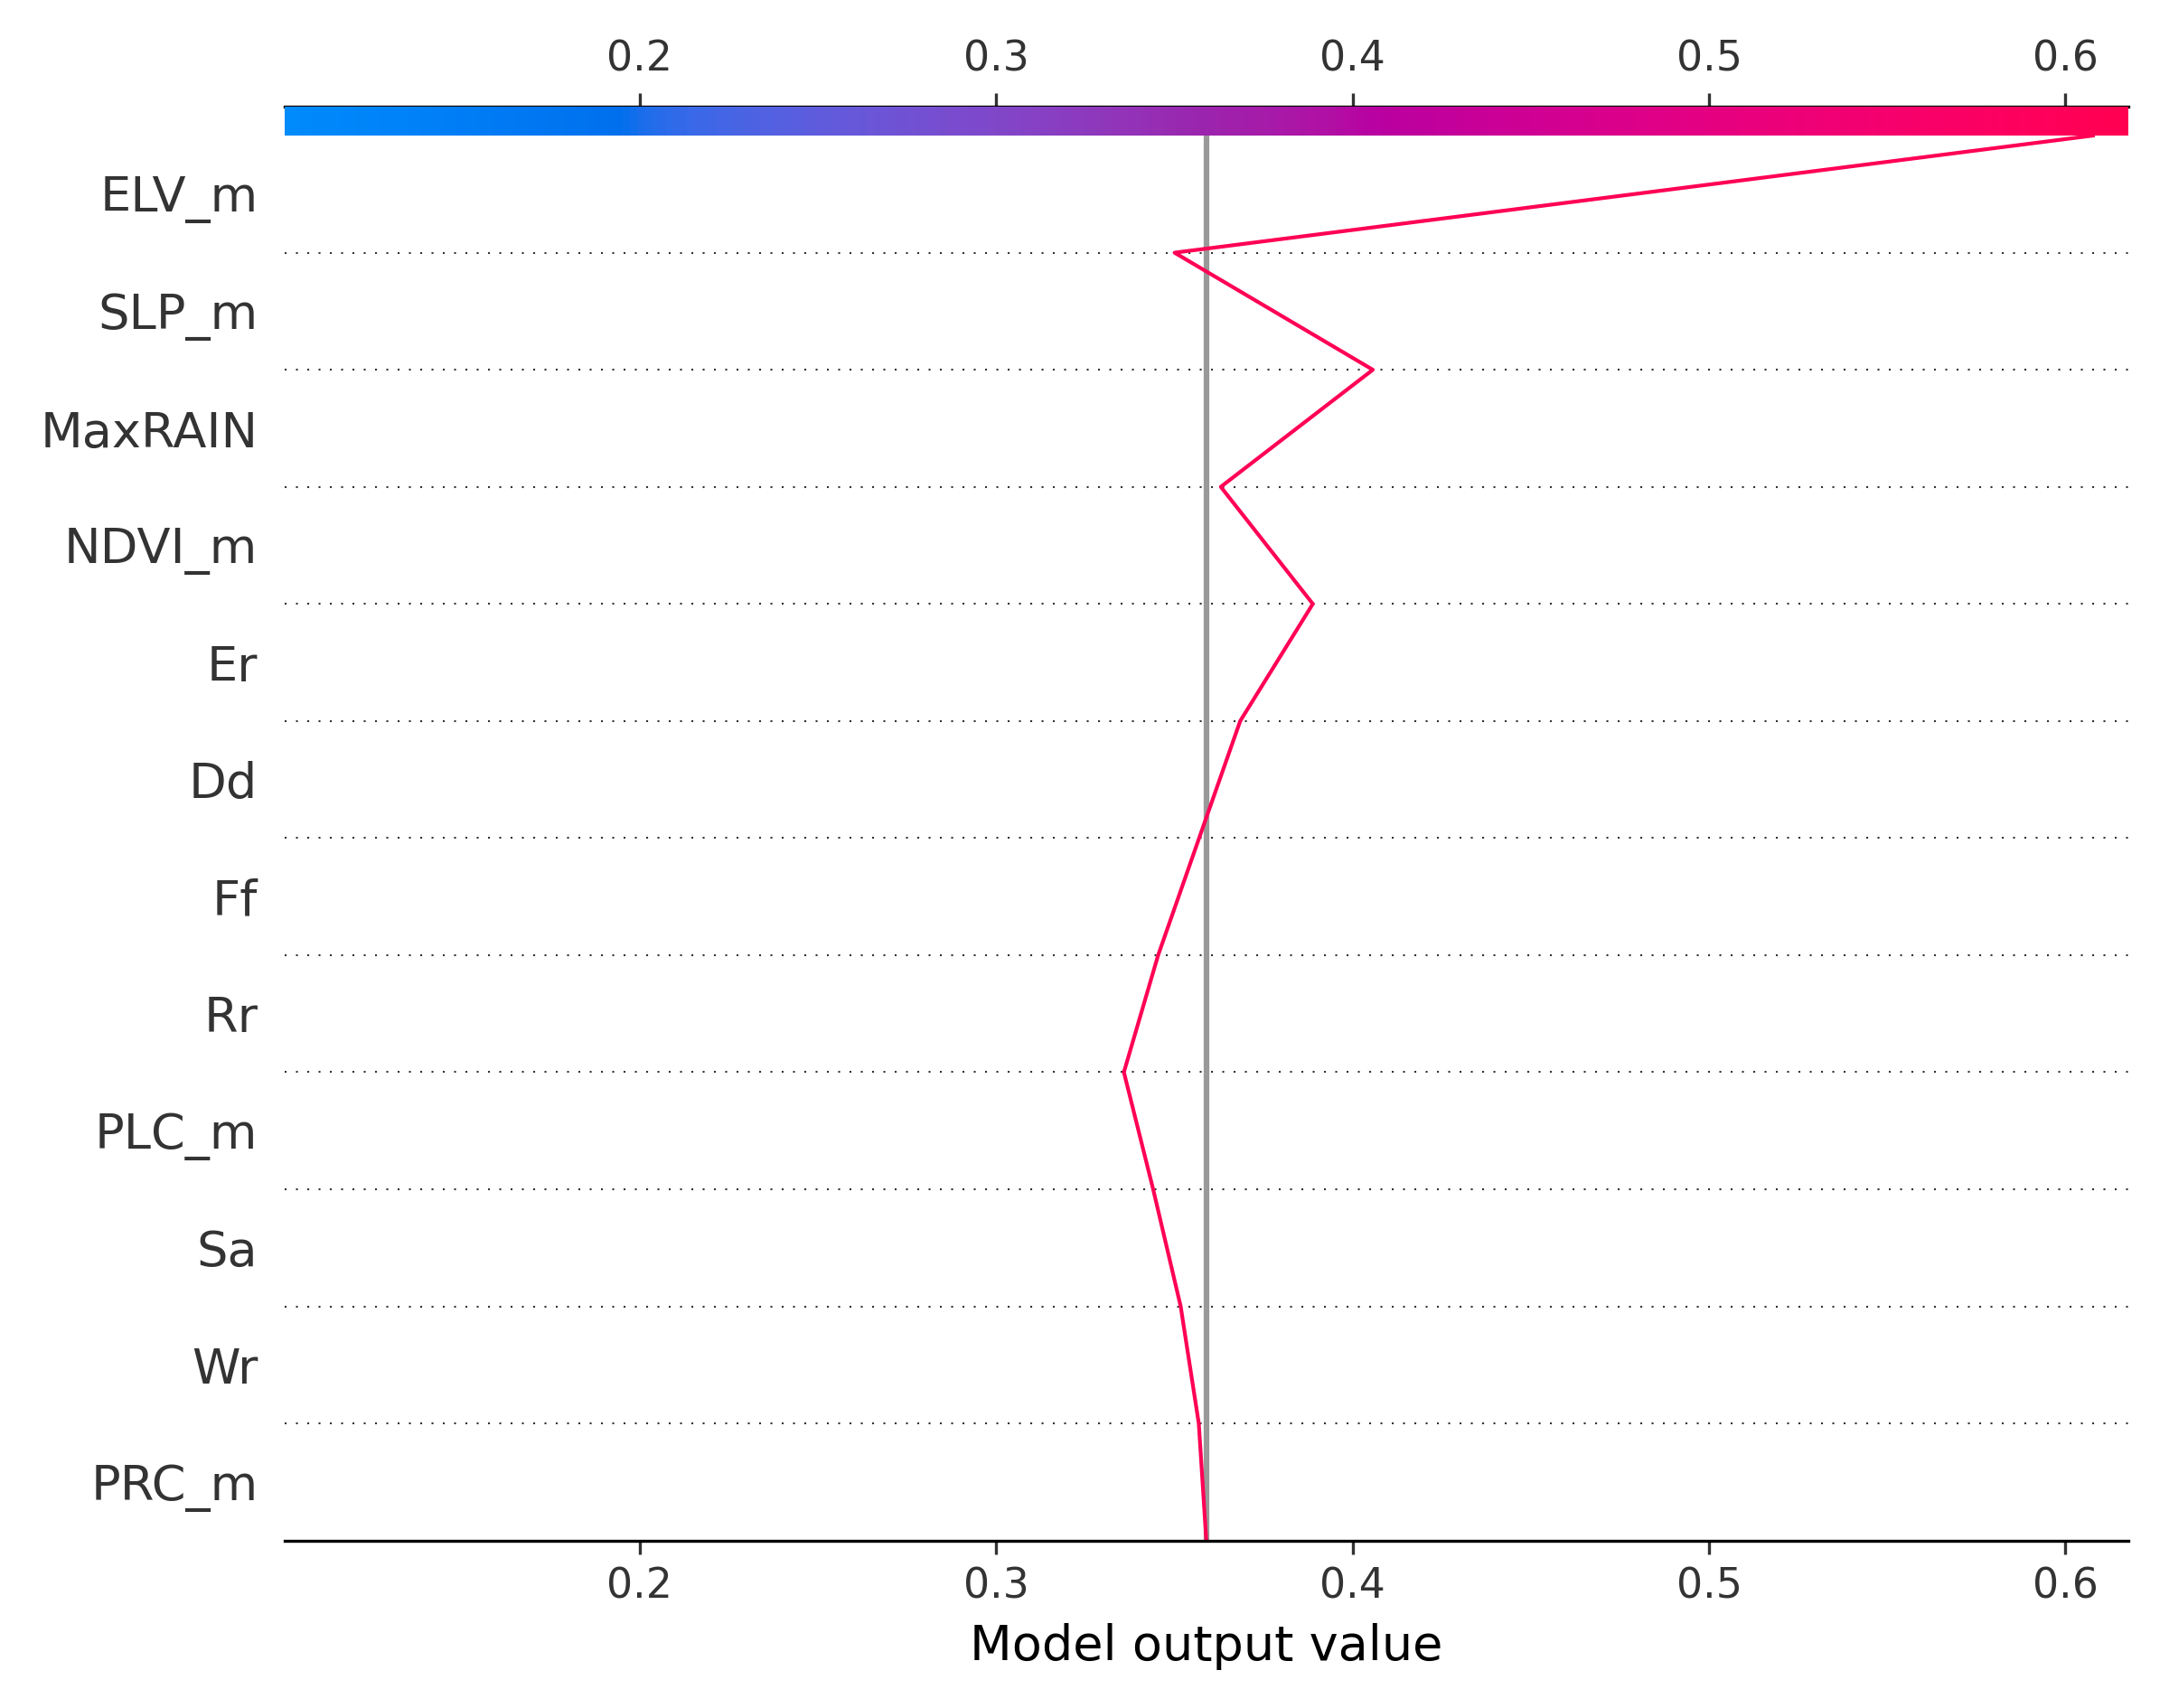 0.2 0.3 0.4 0.5 0.6
ELV_m
SLP_m
MaxRAIN
NDVI_m
Er
Dd
Ff
Rr
PLC_m
Sa
Wr
PRC_m
0.2 0.3 0.4 0.5 0.6
Model output value